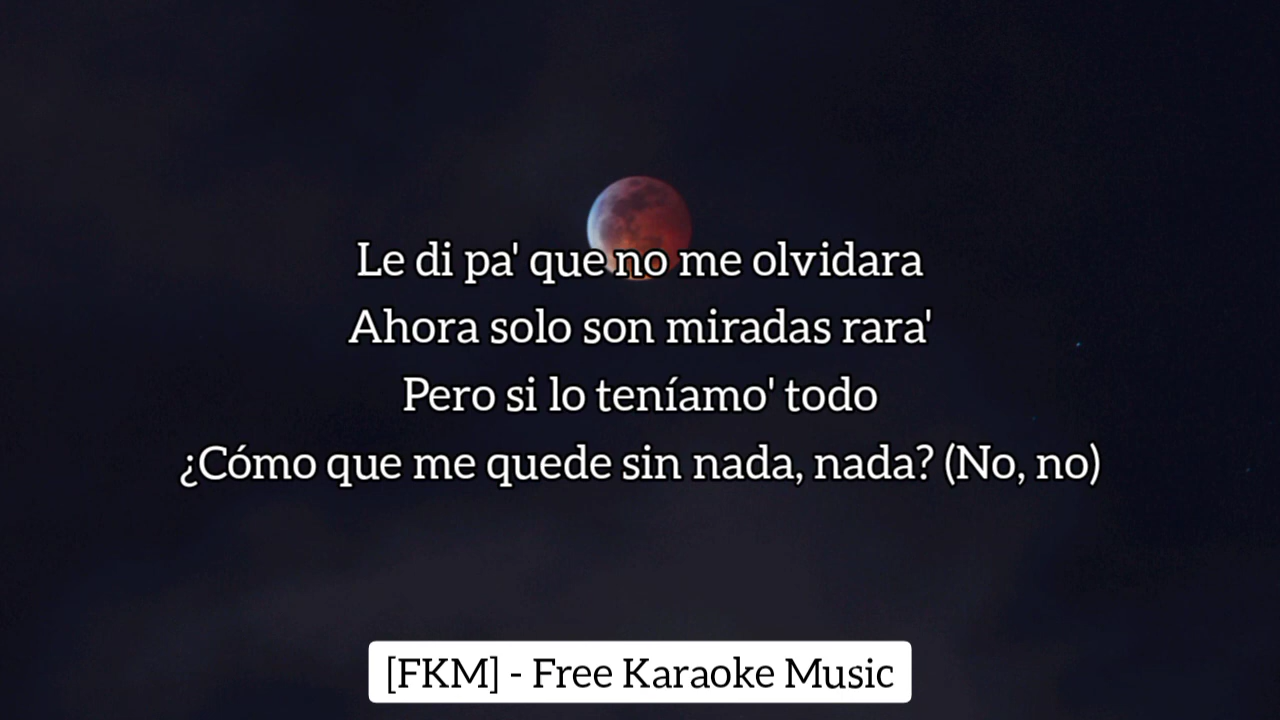 Le di pa' que no me olvidara
Ahora solo son miradas rara'
Pero si lo teníamo' todo
¿Cómo que me quede sin nada, nada? (No, no)
[FKM] - Free Karaoke Music